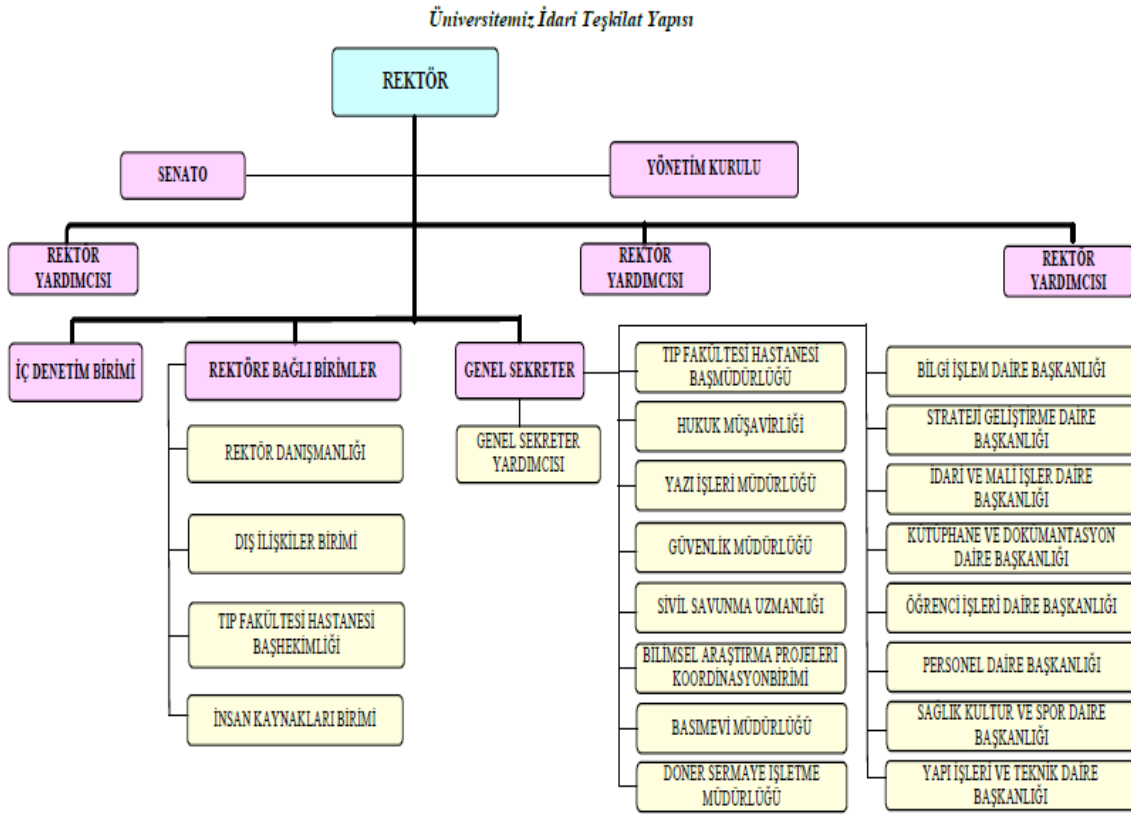 Üniversitemiz İdari Teşkilat Yapısı
REKTÖR
SENATO
YÖNETİM KURULU
REKTÖR
YARDIMCISI
REKTÖR
YARDIMCISI
REKTÖR
YARDIMCISI
İÇ DENETİM BİRİMİ
REKTÖRE BAĞLI BİRİMLER
GENEL SEKRETER
REKTÖR DANIŞMANLIĞI
DIŞ İLİŞKİLER BİRİMİ
TIP FAKÜLTESİ HASTANESİ
BAŞHEKİMLİĞİ
İNSAN KAYNAKLARI BİRİMİ
GENEL SEKRETER
YARDIMCISI
TIP FAKÜLTESİ HASTANESİ
BAŞMÜDÜRLÜĞÜ
HUKUK MÜŞAVİRLİĞİ
YAZI İŞLERİ MÜDÜRLÜĞÜ
GÜVENLİK MÜDÜRLÜĞÜ
SİVİL SAVUNMA UZMANLIĞI
BİLİMSEL ARAŞTIRMA PROJELERİ
KOORDİNASYONBİRİMİ
BASIMEVİ MÜDÜRLÜĞÜ
DÖNER SERMAYE İŞLETME
MÜDÜRLÜĞÜ
BİLGİ İŞLEM DAİRE BAŞKANLIĞI
STRATEJİ GELİŞTİRME DAİRE
BAŞKANLIĞI
İDARİ VE MALİ İŞLER DAİRE
BAŞKANLIĞI
KÜTÜPHANE VE DOKÜMANTASYON
DAİRE BAŞKANLIĞI
ÖĞRENCİ İŞLERİ DAİRE BAŞKANLIĞI
PERSONEL DAİRE BAŞKANLIĞI
SAĞLIK KÜLTÜR VE SPOR DAİRE
BAŞKANLIĞI
YAPI İŞLERİ VE TEKNİK DAİRE
BAŞKANLIĞI